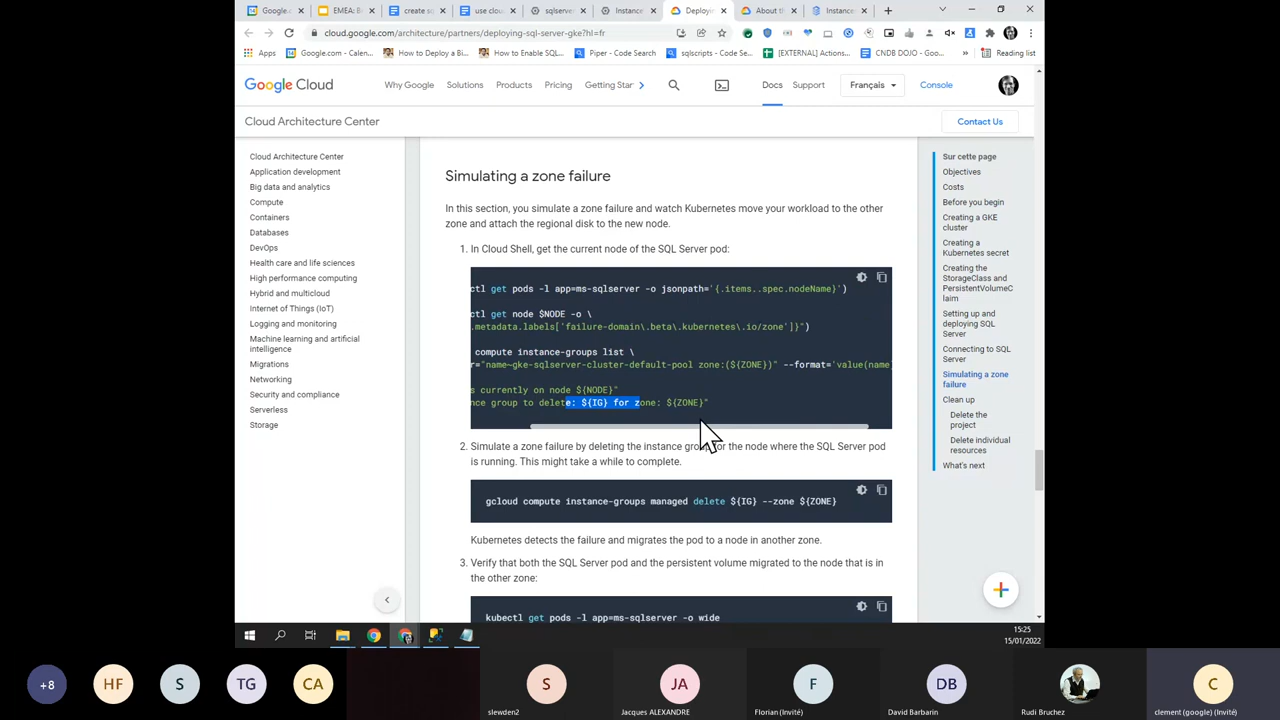 Google.c
EMEA: B
create sq
use cloud
sqlserver
Instance
Deployin
About th
Instance
cloud.google.com/architecture/partners/deploying-sql-server-gke?hl=fr
Apps
Google.com - Calen...
How to Deploy a Bi...
How to Enable SQL...
Piper - Code Search
sqlscripts - Code Se...
[EXTERNAL] Actions...
CNDB DOJO - Goo...
»
Reading list
Google Cloud
Why Google
Solutions
Products
Pricing
Getting Star
Docs
Support
Français
Console
Cloud Architecture Center
Contact Us
Cloud Architecture Center
Application development
Big data and analytics
Compute
Containers
Databases
DevOps
Health care and life sciences
High performance computing
Hybrid and multicloud
Internet of Things (IoT)
Logging and monitoring
Machine learning and artificial
intelligence
Migrations
Networking
Security and compliance
Serverless
Storage
Simulating a zone failure
In this section, you simulate a zone failure and watch Kubernetes move your workload to the other
zone and attach the regional disk to the new node.
1. In Cloud Shell, get the current node of the SQL Server pod:
ctl get pods -l app=ms-sqlserver -o jsonpath='{.items..spec.nodeName}')
ctl get node $NODE -o \
.metadata.labels['failure-domain\.beta\.kubernetes\.io/zone']}")
compute instance-groups list \
r="name~gke-sqlserver-cluster-default-pool zone:(${ZONE})" --format='value(name
s currently on node ${NODE}"
nce group to delete: ${IG} for zone: ${ZONE}"
2. Simulate a zone failure by deleting the instance group for the node where the SQL Server pod
is running. This might take a while to complete.
gcloud compute instance-groups managed delete ${IG} --zone ${ZONE}
Kubernetes detects the failure and migrates the pod to a node in another zone.
3. Verify that both the SQL Server pod and the persistent volume migrated to the node that is in
the other zone:
kubectl get pods -l app=ms-sqlserver -o wide
Sur cette page
Objectives
Costs
Before you begin
Creating a GKE
cluster
Creating a
Kubernetes secret
Creating the
StorageClass and
PersistentVolumeC
laim
Setting up and
deploying SQL
Server
Connecting to SQL
Server
Simulating a zone
failure
Clean up
Delete the
project
Delete individual
resources
What's next
15:25
15/01/2022
+8
HF
S
TG
CA
S
slewden2
JA
Jacques ALEXANDRE
F
Florian (Invité)
DB
David Barbarin
Rudi Bruchez
C
clement (google) (Invité)